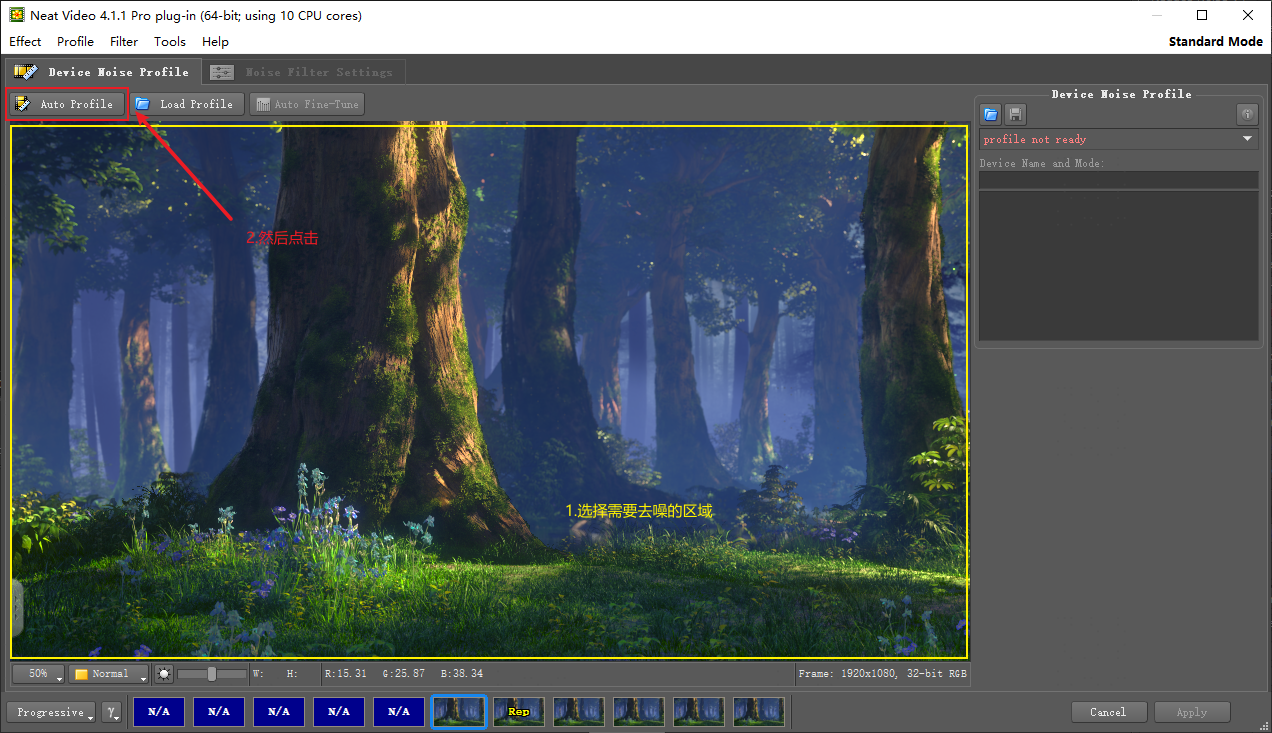 Neat Video 4.1.1 Pro plug-in (64-bit; using 10 CPU cores)
Effect Profile Filter Tools Help
Standard Mode
Device Noise Profile
Noise Filter Settings
Auto Profile
Load Profile
Auto Fine-Tune
Device Noise Profile
profile not ready
Device Name and Mode:
2.然后点击
1.选择需要去噪的区域
50%
Normal
W: H:
R:15.31 G:25.87 B:38.34
Frame: 1920x1080, 32-bit RGB
Progressive
γ
N/A
N/A
N/A
N/A
N/A
Rep
Cancel
Apply